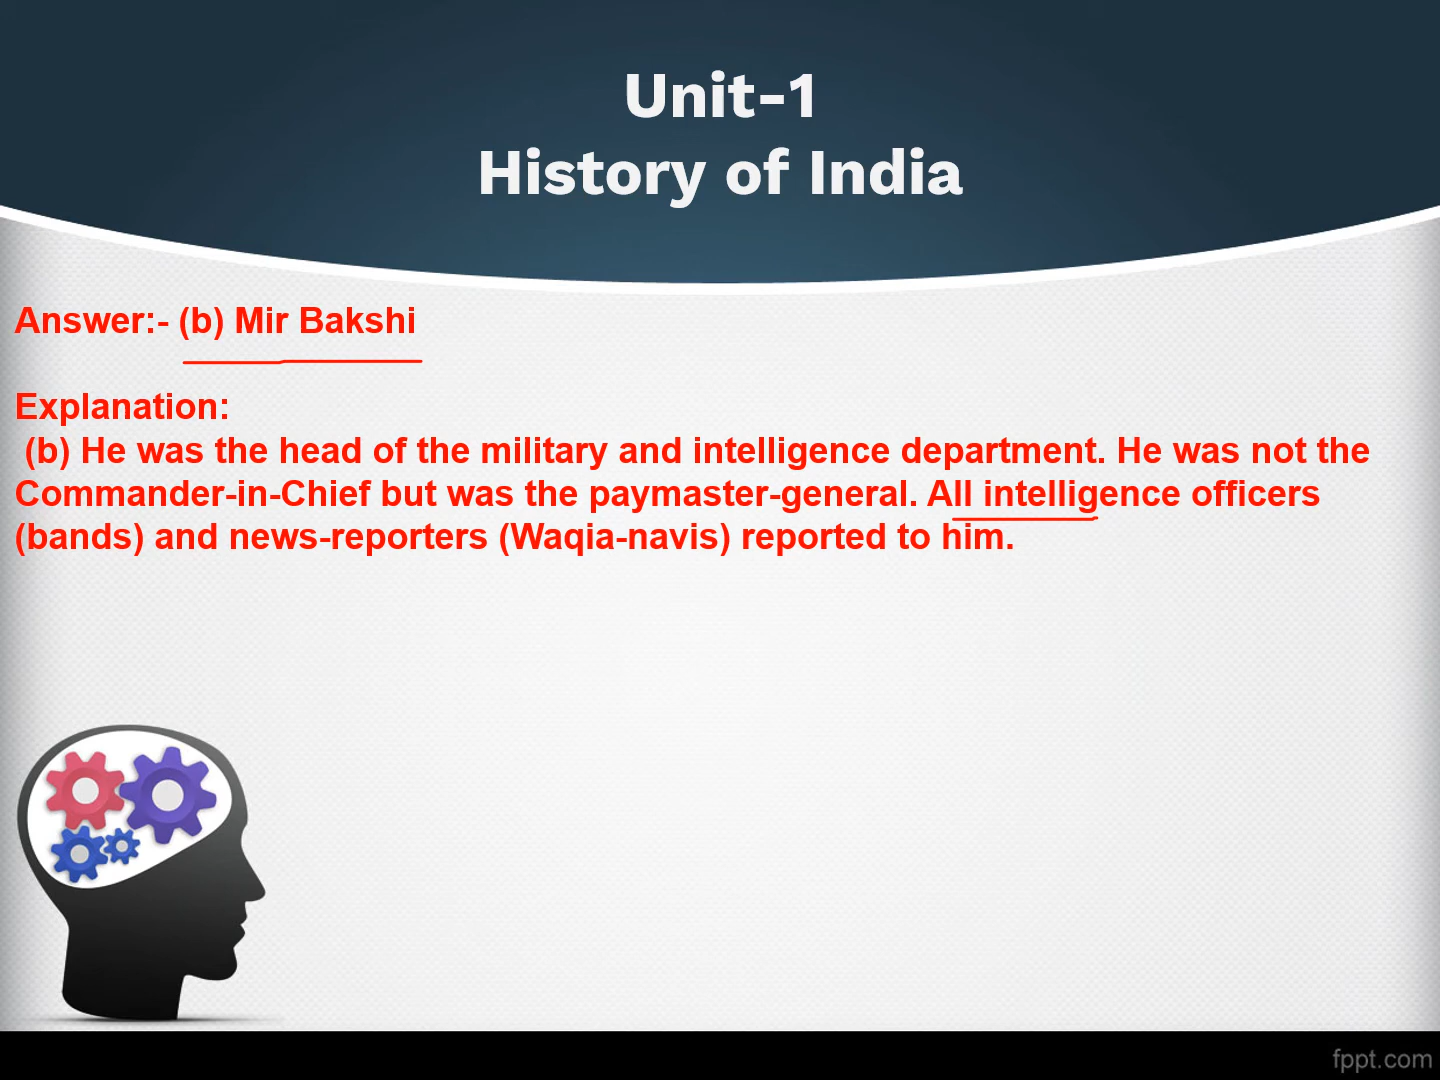 Unit-1
History of India
Answer:- (b) Mir Bakshi
Explanation:
(b) He was the head of the military and intelligence department. He was not the
Commander-in-Chief but was the paymaster-general. All intelligence officers
(bands) and news-reporters (Waqia-navis) reported to him.
fppt.com